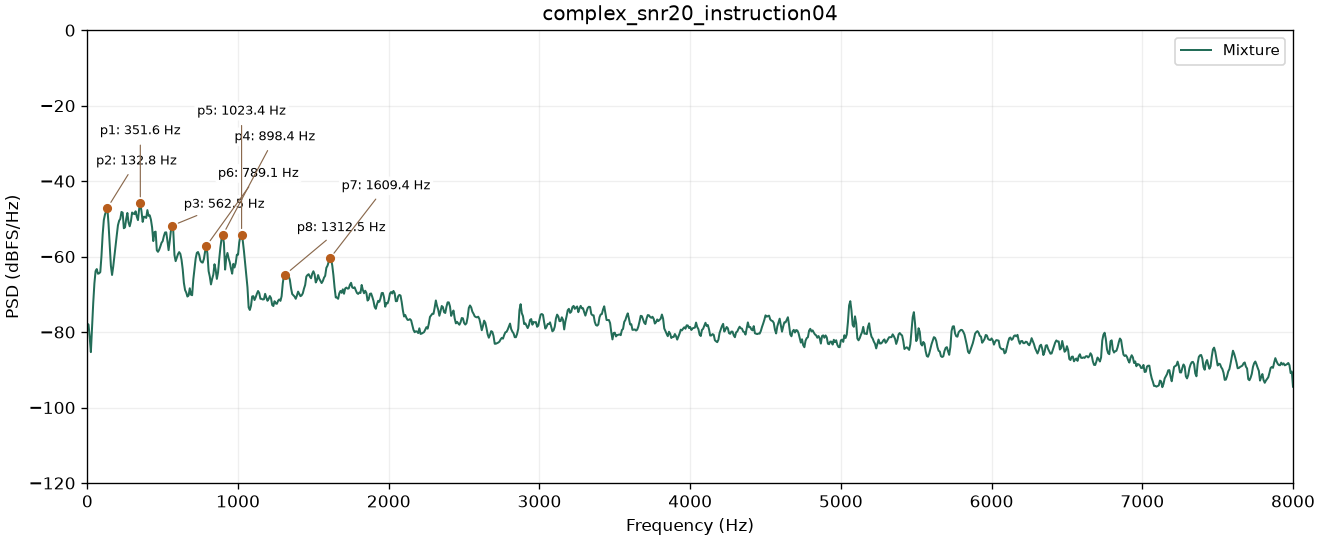 complex_snr20_instruction04
Mixture
p5: 1023.4 Hz
p1: 351.6 Hz
p4: 898.4 Hz
p2: 132.8 Hz
p6: 789.1 Hz
p7: 1609.4 Hz
p3: 562.5 Hz
p8: 1312.5 Hz
PSD (dBFS/Hz)
0
−20
−40
−60
−80
−100
−120
0 1000 2000 3000 4000 5000 6000 7000 8000
Frequency (Hz)